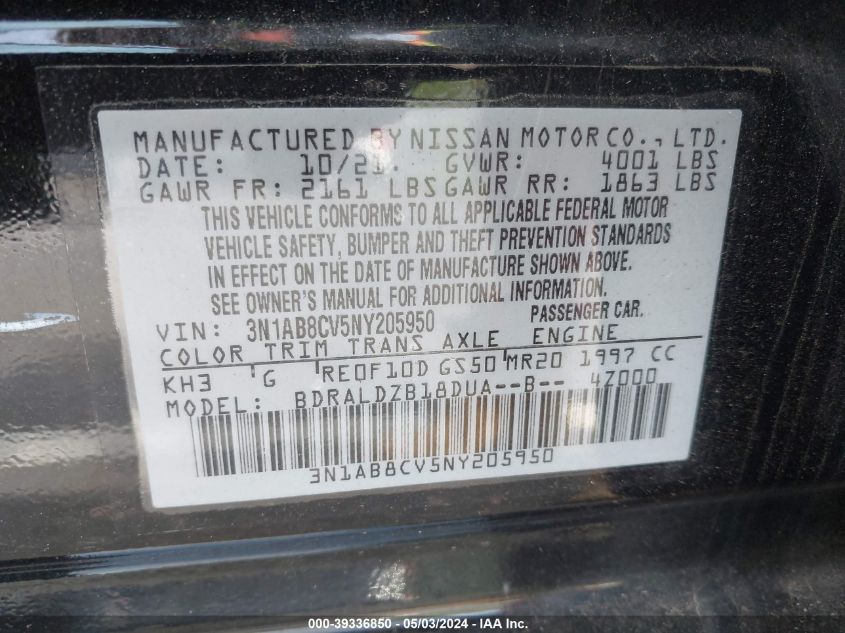 MANUFACTURED BY NISSAN MOTOR CO., LTD.
DATE: 10/21. GVWR: 4001 LBS
GAWR FR: 2161 LBS GAWR RR: 1863 LBS
THIS VEHICLE CONFORMS TO ALL APPLICABLE FEDERAL MOTOR
VEHICLE SAFETY, BUMPER AND THEFT PREVENTION STANDARDS
IN EFFECT ON THE DATE OF MANUFACTURE SHOWN ABOVE.
SEE OWNER'S MANUAL FOR ADDITIONAL INFORMATION.
PASSENGER CAR.
VIN: 3N1AB8CV5NY205950
COLOR TRIM TRANS AXLE ENGINE
KH3 G RE0F10D GS50 MR20 1997 CC
MODEL: BDRALDZB18DUA--B-- 4Z000
3N1AB8CV5NY205950
000-39336850 - 05/03/2024 - IAA Inc.